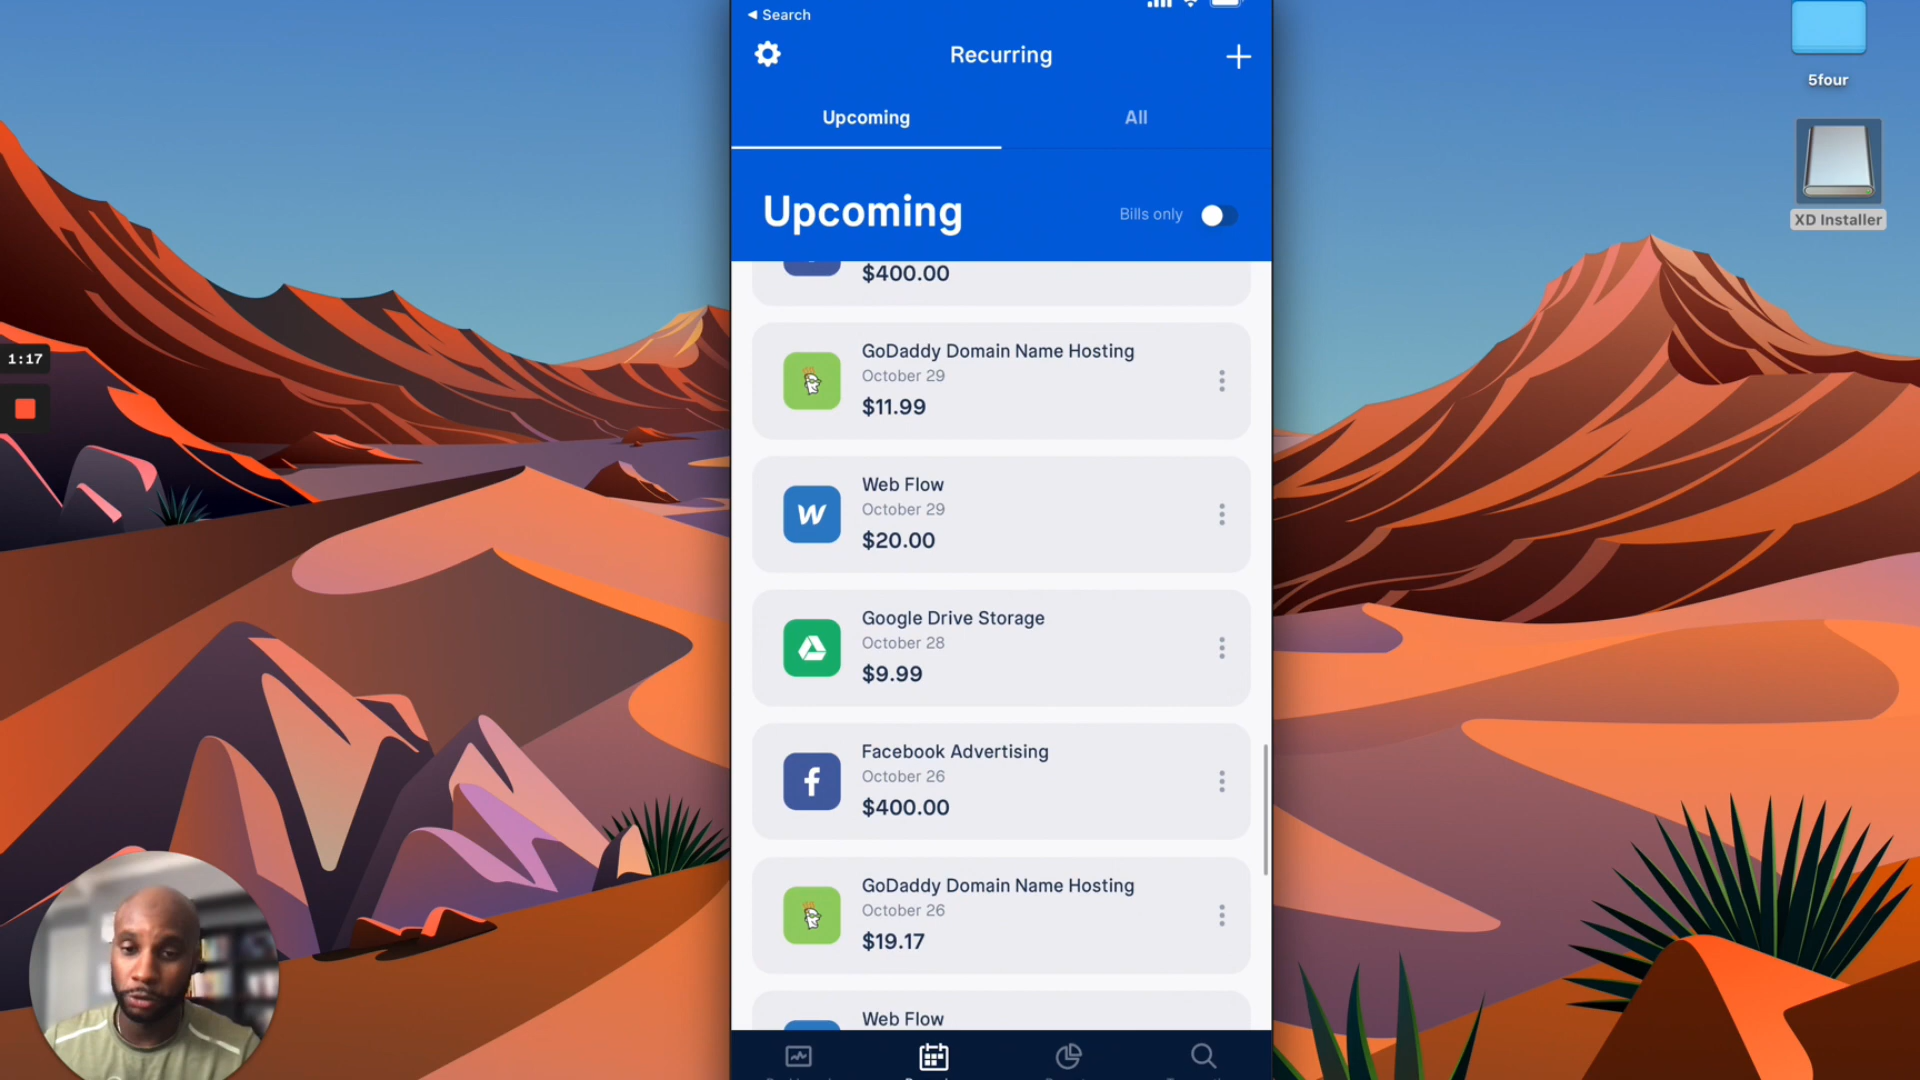 ◀ Search
Recurring
Upcoming
All
Upcoming
Bills only
$400.00
GoDaddy Domain Name Hosting
October 29
$11.99
Web Flow
October 29
$20.00
Google Drive Storage
October 28
$9.99
Facebook Advertising
October 26
$400.00
GoDaddy Domain Name Hosting
October 26
$19.17
Web Flow
5four
XD Installer
1:17